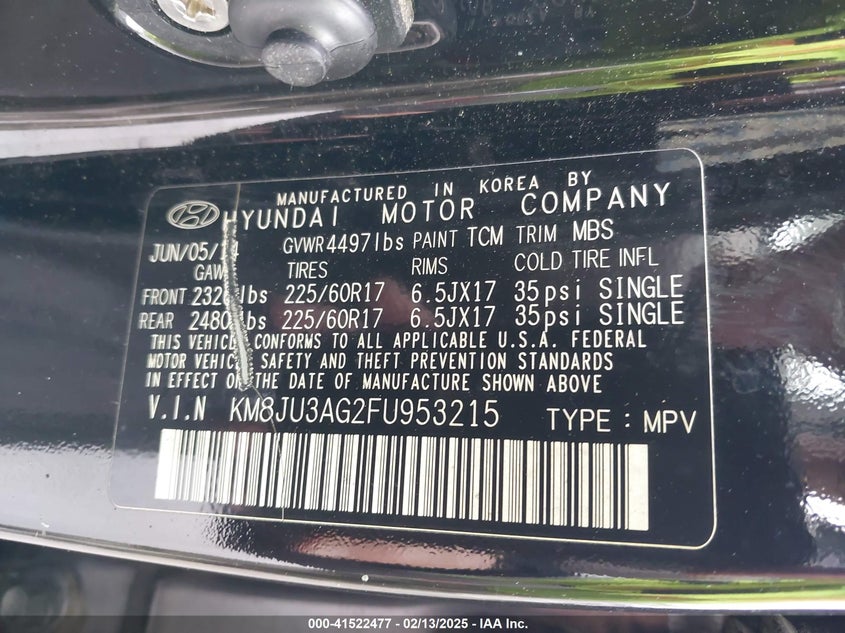 MANUFACTURED IN KOREA BY
HYUNDAI MOTOR COMPANY
JUN/05/14 GVWR4497lbs PAINT TCM TRIM MBS
TIRES RIMS COLD TIRE INFL
FRONT 225/60R17 6.5JX17 35psi SINGLE
REAR 225/60R17 6.5JX17 35psi SINGLE
THIS VEHICLE CONFORMS TO ALL APPLICABLE U.S.A. FEDERAL
MOTOR VEHICLE SAFETY AND THEFT PREVENTION STANDARDS
IN EFFECT ON THE DATE OF MANUFACTURE SHOWN ABOVE
V.I.N KM8JU3AG2FU953215 TYPE: MPV
000-41522477 - 02/13/2025 - IAA Inc.